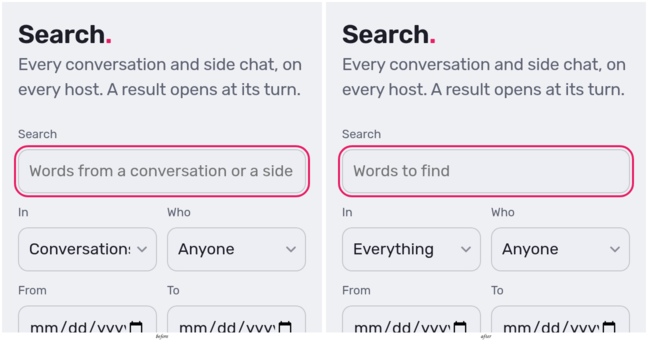 Search.
Every conversation and side chat, on
every host. A result opens at its turn.
Search
Words from a conversation or a side
In
Who
Conversations
Anyone
From
To
mm/dd/yyyy
mm/dd/yyyy
before
Search.
Every conversation and side chat, on
every host. A result opens at its turn.
Search
Words to find
In
Who
Everything
Anyone
From
To
mm/dd/yyyy
mm/dd/yyyy
after